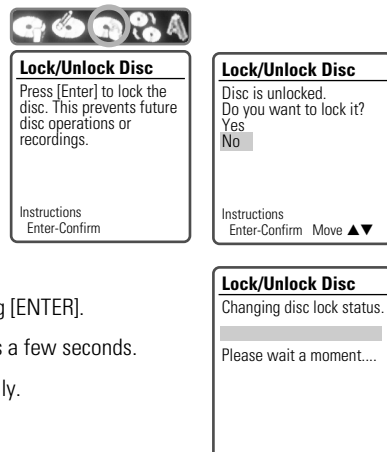 Lock/Unlock Disc
Press [Enter] to lock the
disc. This prevents future
disc operations or
recordings.
Instructions
Enter-Confirm
Lock/Unlock Disc
Disc is unlocked.
Do you want to lock it?
Yes
No
Instructions
Enter-Confirm Move ▲▼
g [ENTER].
s a few seconds.
ly.
Lock/Unlock Disc
Changing disc lock status.
Please wait a moment....